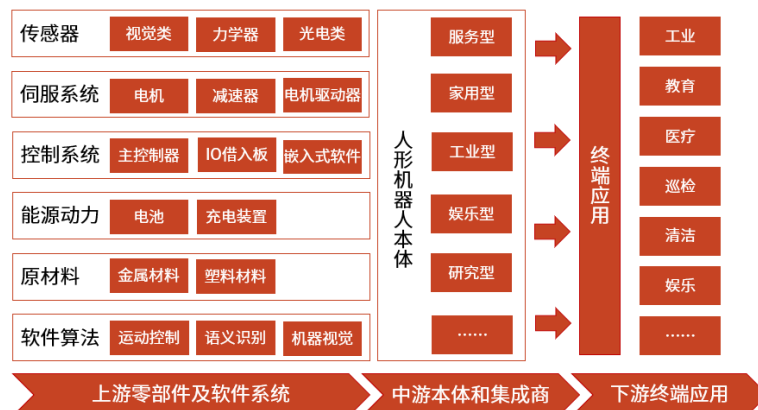 传感器 视觉类 力学器 光电类
伺服系统 电机 减速器 电机驱动器
控制系统 主控制器 IO借入板 嵌入式软件
能源动力 电池 充电装置
原材料 金属材料 塑料材料
软件算法 运动控制 语义识别 机器视觉
人形机器人本体
服务型
家用型
工业型
娱乐型
研究型
……
终端应用
工业
教育
医疗
巡检
清洁
娱乐
……
上游零部件及软件系统 中游本体和集成商 下游终端应用